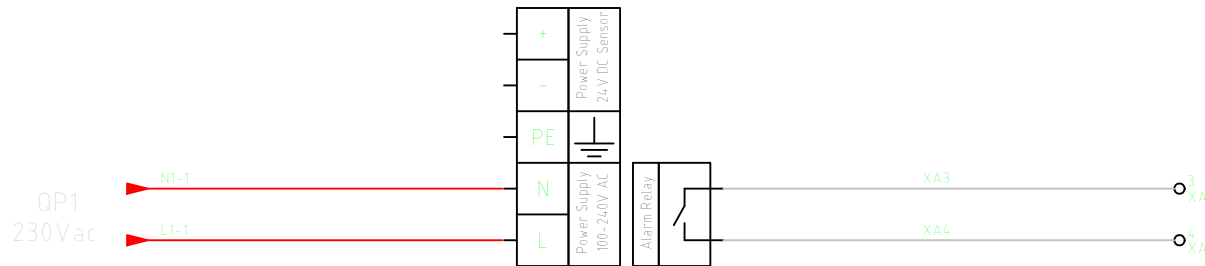 +
Power Supply
24V DC Sensor
-
PE
N1-1
N
QP1
230Vac
L1-1
L
Power Supply
100-240V AC
Alarm Relay
XA3
3
XA
XA4
4
XA